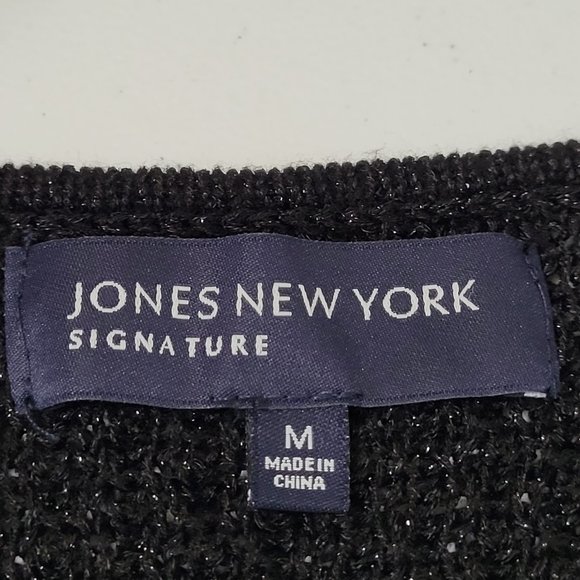 JONES NEW YORK
SIGNATURE
M
MADE IN
CHINA